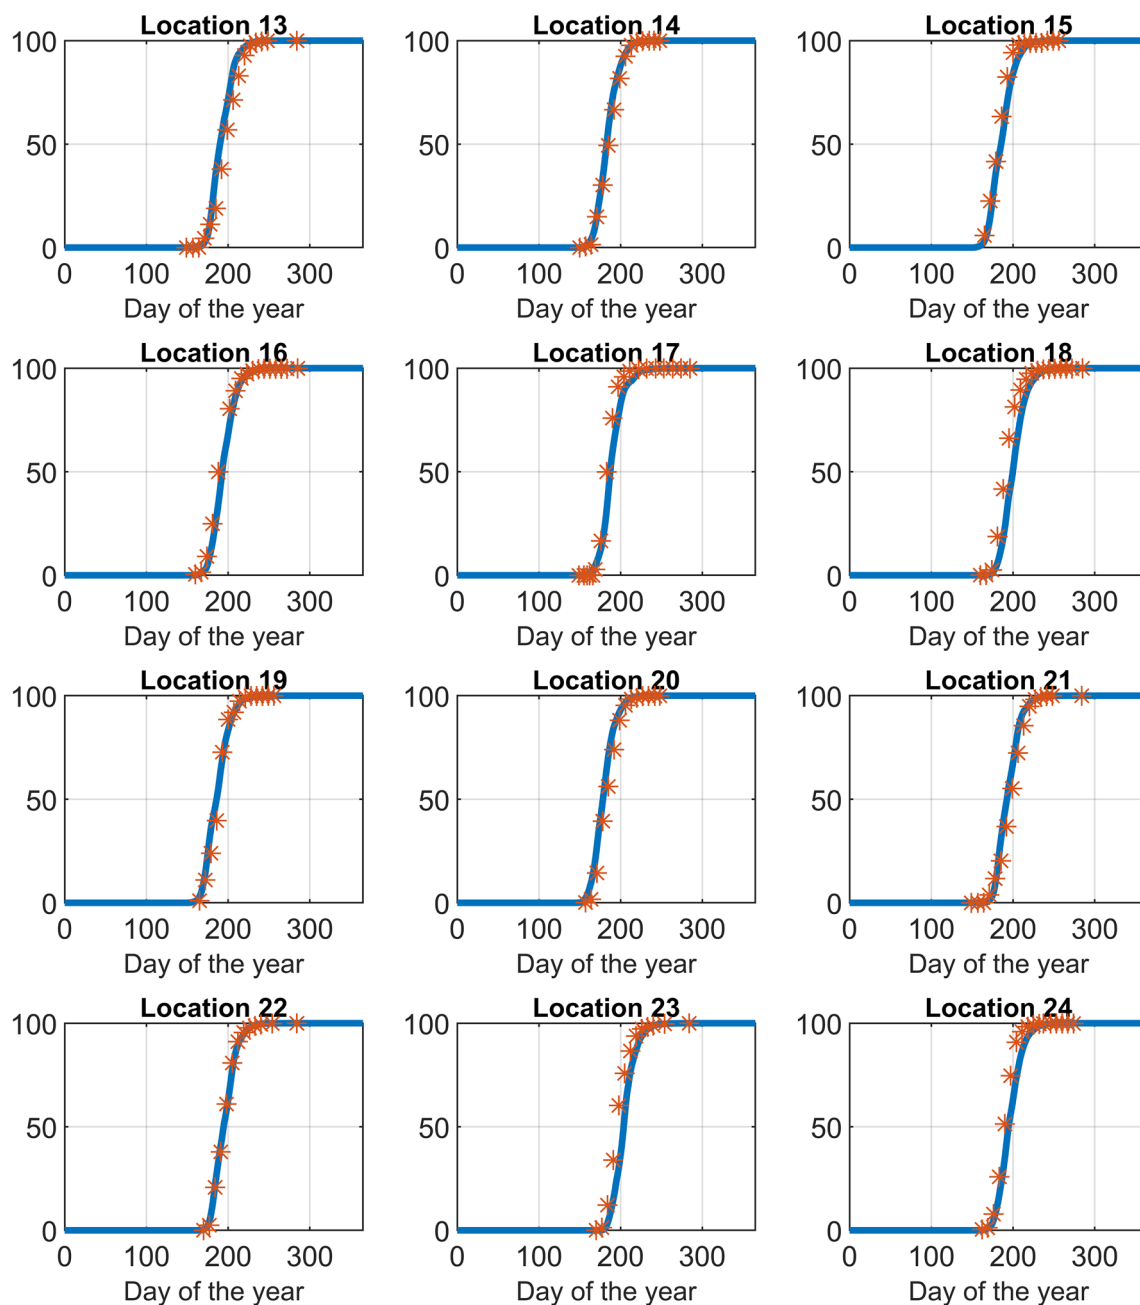 Location 13 Location 14 Location 15
100 100 100
50 50 50
0 0 0
0 100 200 300 0 100 200 300 0 100 200 300
Day of the year Day of the year Day of the year
Location 16 Location 17 Location 18
100 100 100
50 50 50
0 0 0
0 100 200 300 0 100 200 300 0 100 200 300
Day of the year Day of the year Day of the year
Location 19 Location 20 Location 21
100 100 100
50 50 50
0 0 0
0 100 200 300 0 100 200 300 0 100 200 300
Day of the year Day of the year Day of the year
Location 22 Location 23 Location 24
100 100 100
50 50 50
0 0 0
0 100 200 300 0 100 200 300 0 100 200 300
Day of the year Day of the year Day of the year